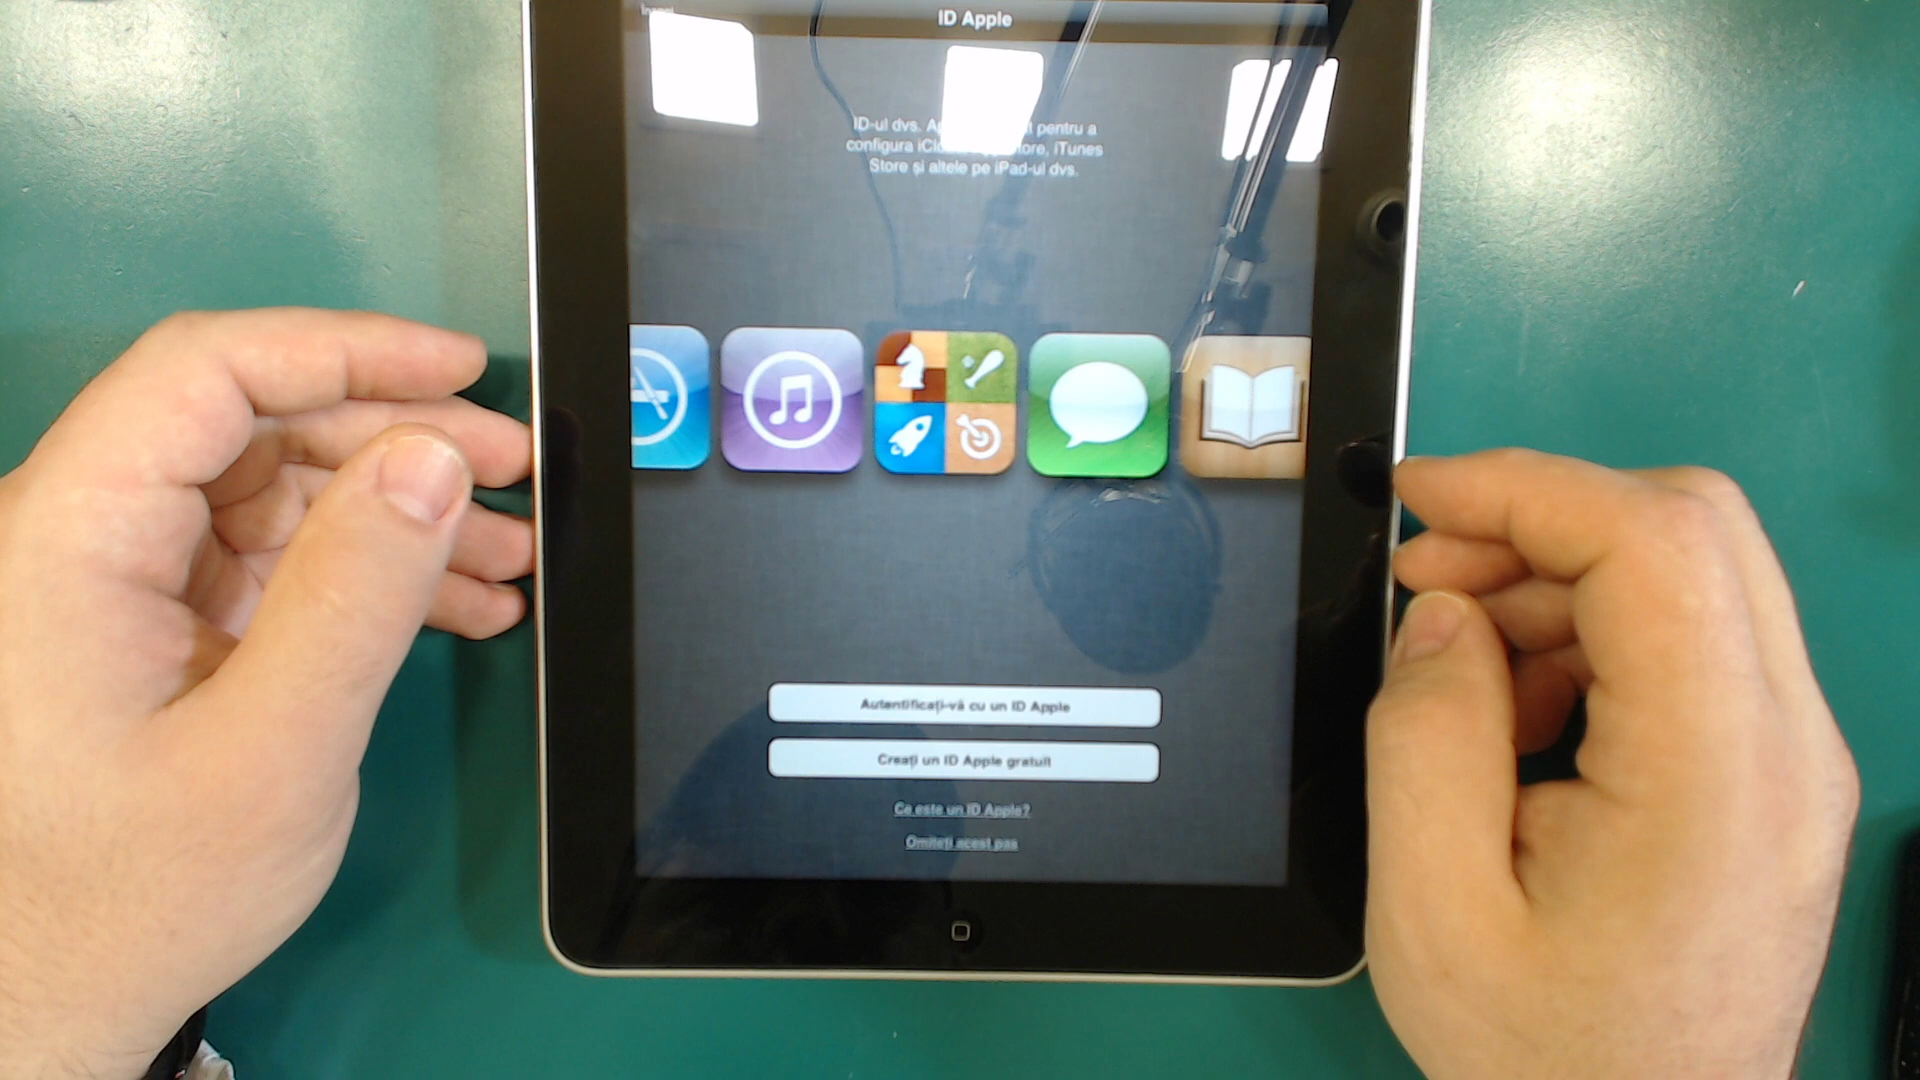 ID Apple
ID-ul dvs. pentru a
configura iTunes
Store și altele pe iPad-ul dvs.
Autentificați-vă cu un ID Apple
Creați un ID Apple gratuit
Ce este un ID Apple?
Omiteți acest pas